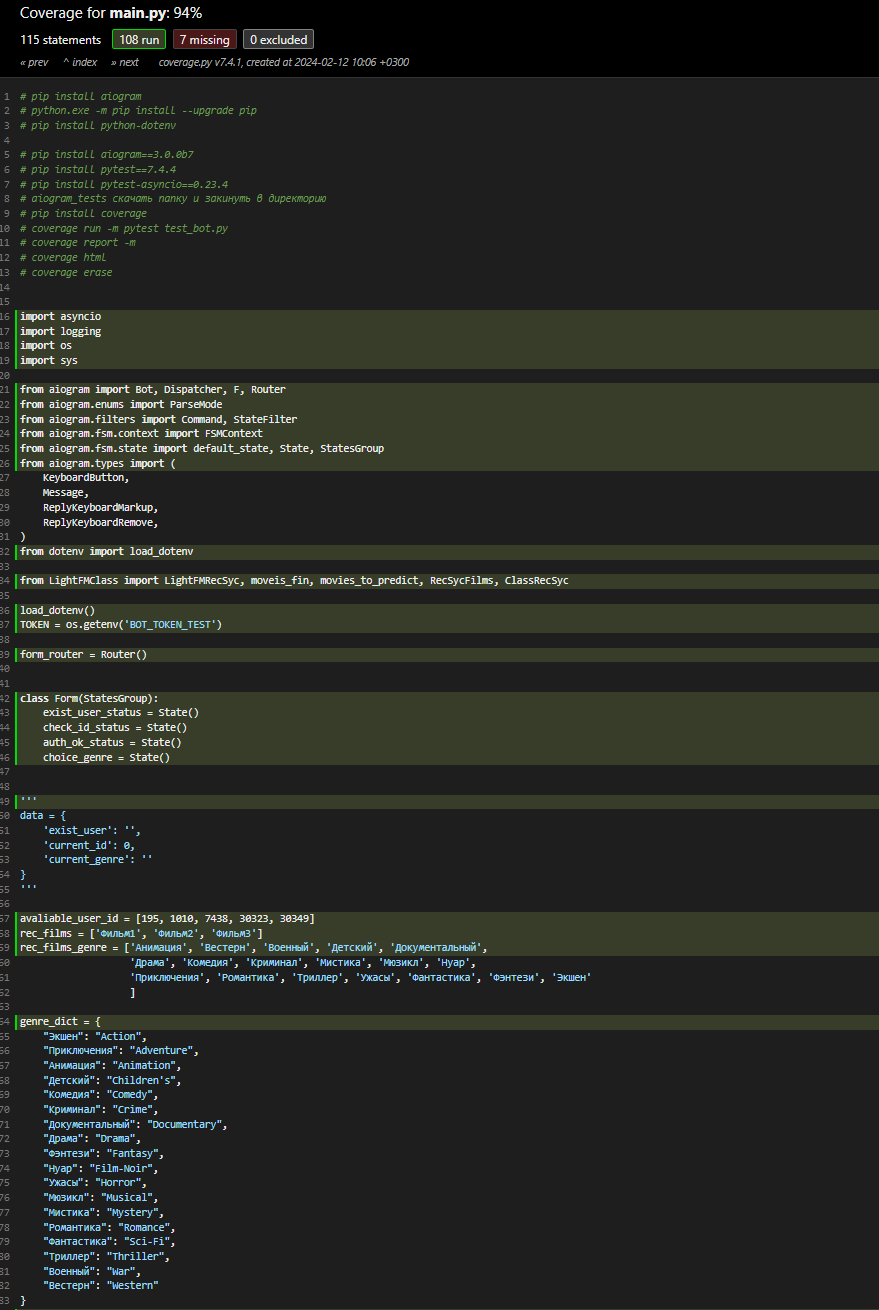 Coverage for main.py: 94%
115 statements 108 run 7 missing 0 excluded
« prev ^ index » next coverage.py v7.4.1, created at 2024-02-12 10:06 +0300
1 # pip install aiogram
2 # python.exe -m pip install --upgrade pip
3 # pip install python-dotenv
4
5 # pip install aiogram==3.0.0b7
6 # pip install pytest==7.4.4
7 # pip install pytest-asyncio==0.23.4
8 # aiogram_tests скачать папку и закинуть в директорию
9 # pip install coverage
10 # coverage run -m pytest test_bot.py
11 # coverage report -m
12 # coverage html
13 # coverage erase
14
15
16 import asyncio
17 import logging
18 import os
19 import sys
20
21 from aiogram import Bot, Dispatcher, F, Router
22 from aiogram.enums import ParseMode
23 from aiogram.filters import Command, StateFilter
24 from aiogram.fsm.context import FSMContext
25 from aiogram.fsm.state import default_state, State, StatesGroup
26 from aiogram.types import (
27 KeyboardButton,
28 Message,
29 ReplyKeyboardMarkup,
30 ReplyKeyboardRemove,
31 )
32 from dotenv import load_dotenv
33
34 from LightFMClass import LightFMRecSyc, moveis_fin, movies_to_predict, RecSycFilms, ClassRecSyc
35
36 load_dotenv()
37 TOKEN = os.getenv('BOT_TOKEN_TEST')
38
39 form_router = Router()
40
41
42 class Form(StatesGroup):
43 exist_user_status = State()
44 check_id_status = State()
45 auth_ok_status = State()
46 choice_genre = State()
47
48
49 '''
50 data = {
51 'exist_user': '',
52 'current_id': 0,
53 'current_genre': ''
54 }
55 '''
56
57 avaliable_user_id = [195, 1010, 7438, 30323, 30349]
58 rec_films = ['Фильм1', 'Фильм2', 'Фильм3']
59 rec_films_genre = ['Анимация', 'Вестерн', 'Военный', 'Детский', 'Документальный',
60 'Драма', 'Комедия', 'Криминал', 'Мистика', 'Мюзикл', 'Нуар',
61 'Приключения', 'Романтика', 'Триллер', 'Ужасы', 'Фантастика', 'Фэнтези', 'Экшен'
62 ]
63
64 genre_dict = {
65 "Экшен": "Action",
66 "Приключения": "Adventure",
67 "Анимация": "Animation",
68 "Детский": "Children's",
69 "Комедия": "Comedy",
70 "Криминал": "Crime",
71 "Документальный": "Documentary",
72 "Драма": "Drama",
73 "Фэнтези": "Fantasy",
74 "Нуар": "Film-Noir",
75 "Ужасы": "Horror",
76 "Мюзикл": "Musical",
77 "Мистика": "Mystery",
78 "Романтика": "Romance",
79 "Фантастика": "Sci-Fi",
80 "Триллер": "Thriller",
81 "Военный": "War",
82 "Вестерн": "Western"
83 }